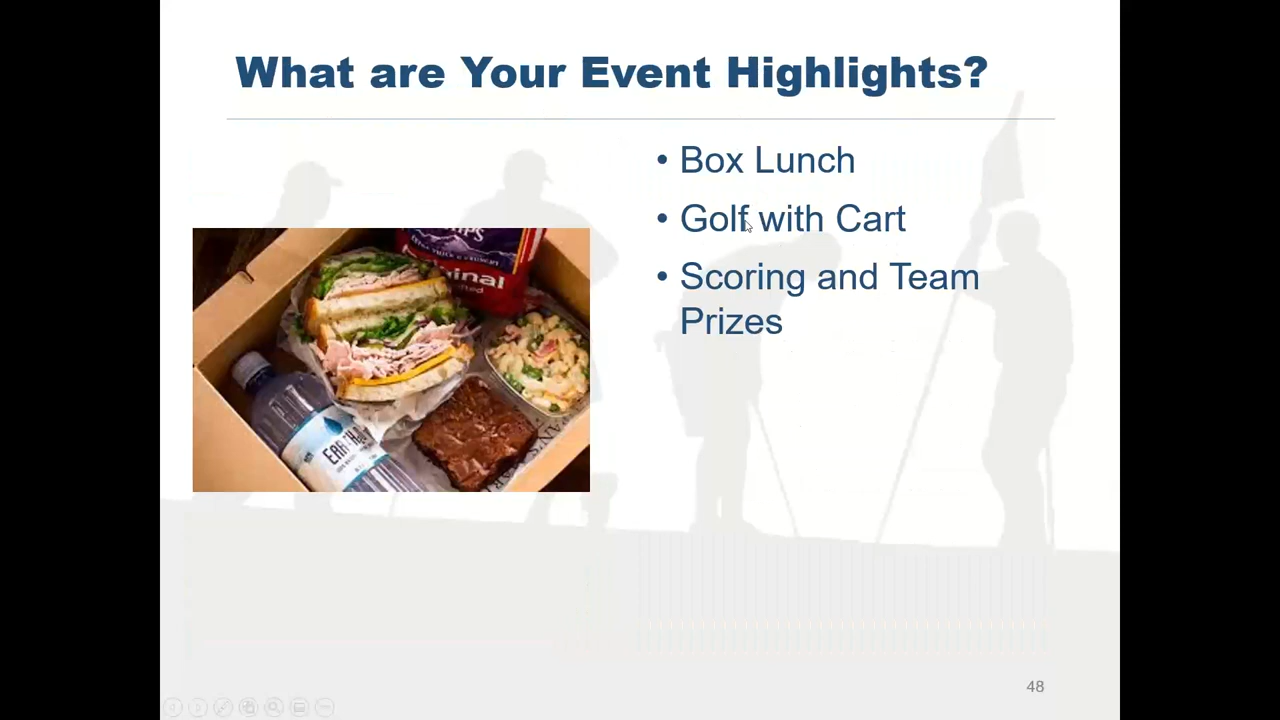 What are Your Event Highlights?
• Box Lunch
• Golf with Cart
• Scoring and Team
Prizes
48